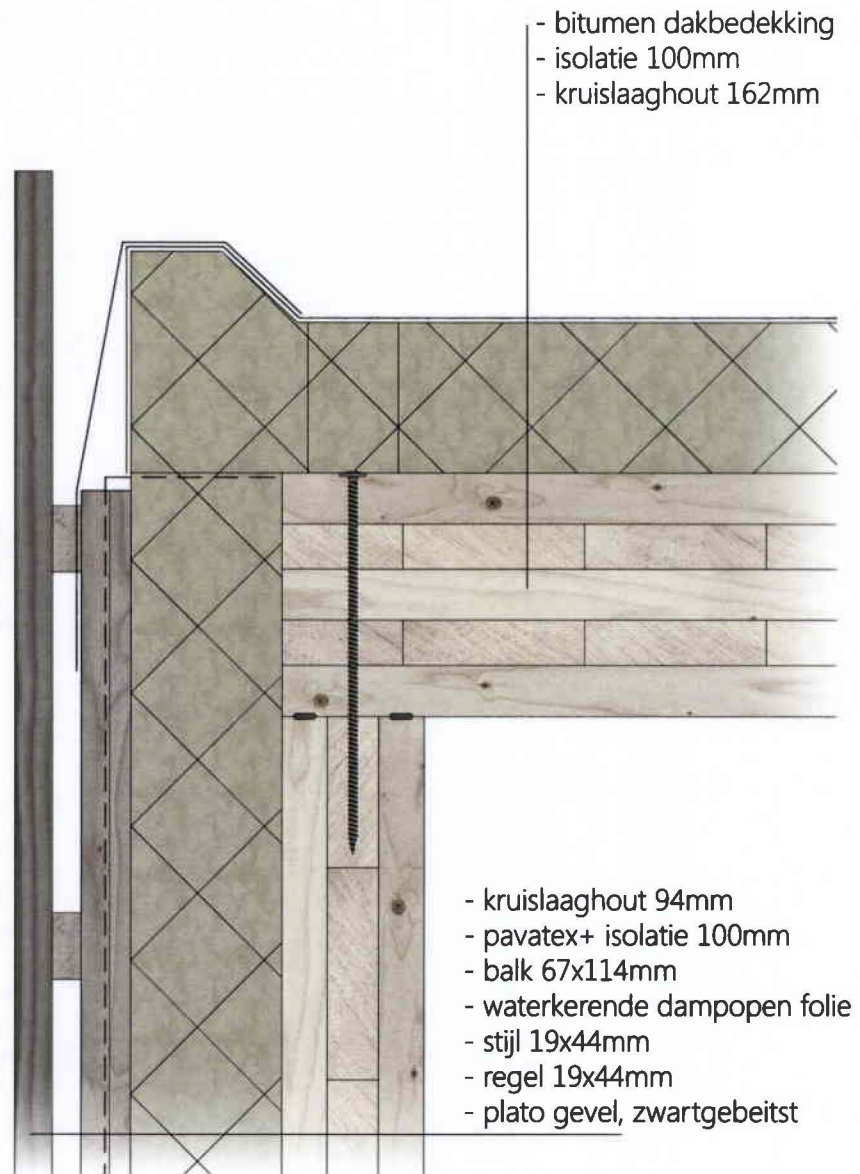 - bitumen dakbedekking
- isolatie 100mm
- kruislaaghout 162mm
- kruislaaghout 94mm
- pavatex+ isolatie 100mm
- balk 67x114mm
- waterkerende dampopen folie
- stijl 19x44mm
- regel 19x44mm
- plato gevel, zwartgebeitst